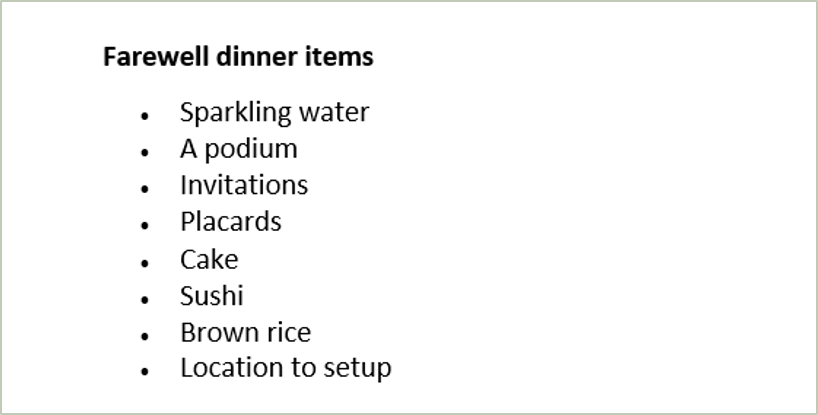 Farewell dinner items
• Sparkling water
• A podium
• Invitations
• Placards
• Cake
• Sushi
• Brown rice
• Location to setup